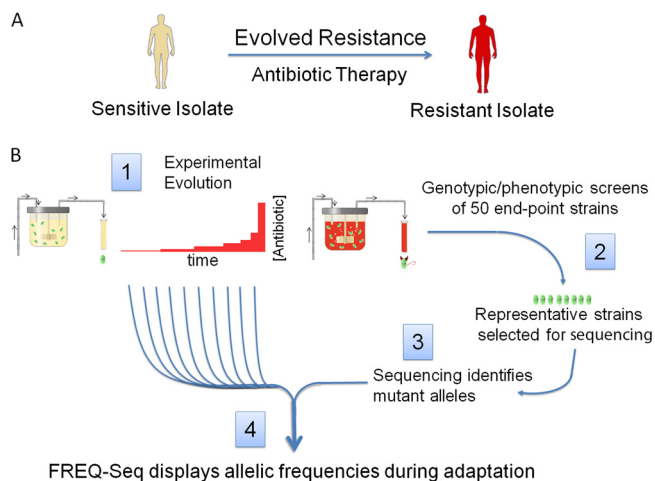 A
Evolved Resistance
Antibiotic Therapy
Sensitive Isolate
Resistant Isolate
B
1
Experimental
Evolution
time
[Antibiotic]
Genotypic/phenotypic screens
of 50 end-point strains
2
Representative strains
selected for sequencing
3
Sequencing identifies
mutant alleles
4
FREQ-Seq displays allelic frequencies during adaptation